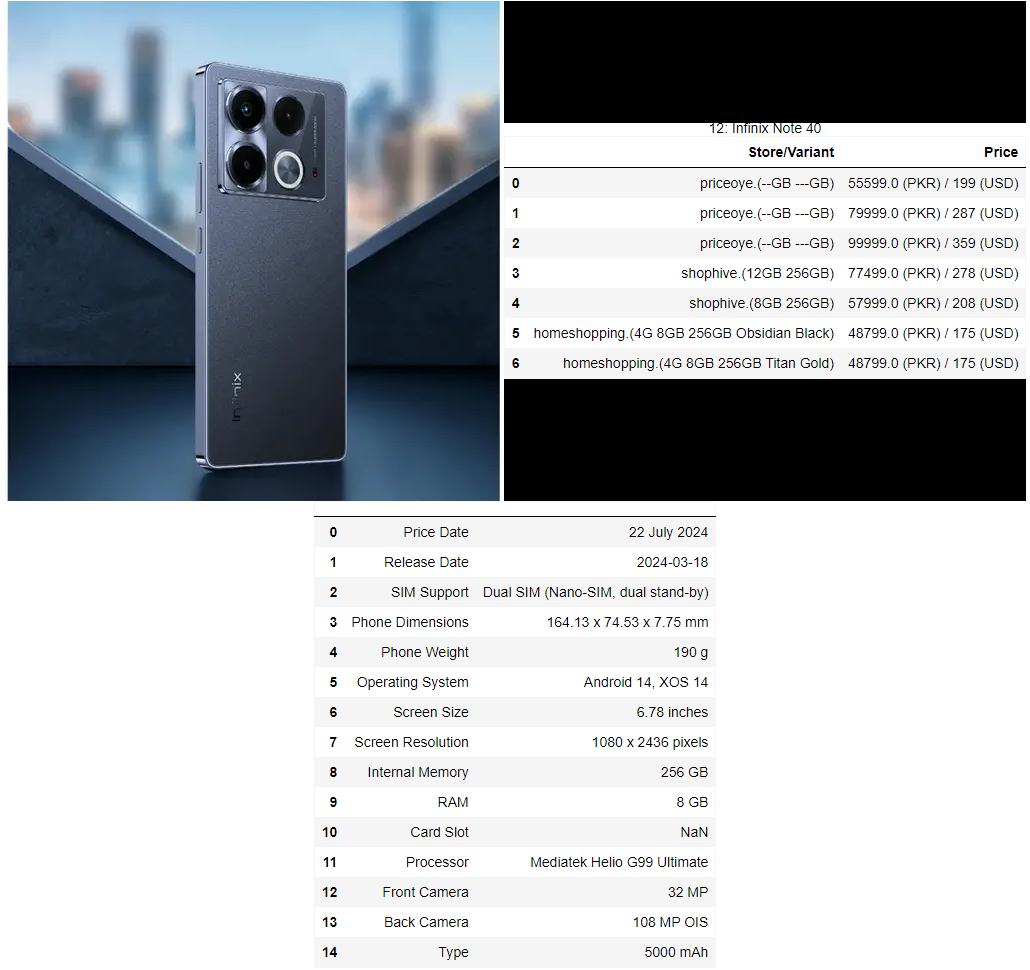 Infinix
12: Infinix Note 40
Store/Variant Price
0 priceoye.(--GB ---GB) 55599.0 (PKR) / 199 (USD)
1 priceoye.(--GB ---GB) 79999.0 (PKR) / 287 (USD)
2 priceoye.(--GB ---GB) 99999.0 (PKR) / 359 (USD)
3 shophive.(12GB 256GB) 77499.0 (PKR) / 278 (USD)
4 shophive.(8GB 256GB) 57999.0 (PKR) / 208 (USD)
5 homeshopping.(4G 8GB 256GB Obsidian Black) 48799.0 (PKR) / 175 (USD)
6 homeshopping.(4G 8GB 256GB Titan Gold) 48799.0 (PKR) / 175 (USD)
0 Price Date 22 July 2024
1 Release Date 2024-03-18
2 SIM Support Dual SIM (Nano-SIM, dual stand-by)
3 Phone Dimensions 164.13 x 74.53 x 7.75 mm
4 Phone Weight 190 g
5 Operating System Android 14, XOS 14
6 Screen Size 6.78 inches
7 Screen Resolution 1080 x 2436 pixels
8 Internal Memory 256 GB
9 RAM 8 GB
10 Card Slot NaN
11 Processor Mediatek Helio G99 Ultimate
12 Front Camera 32 MP
13 Back Camera 108 MP OIS
14 Type 5000 mAh